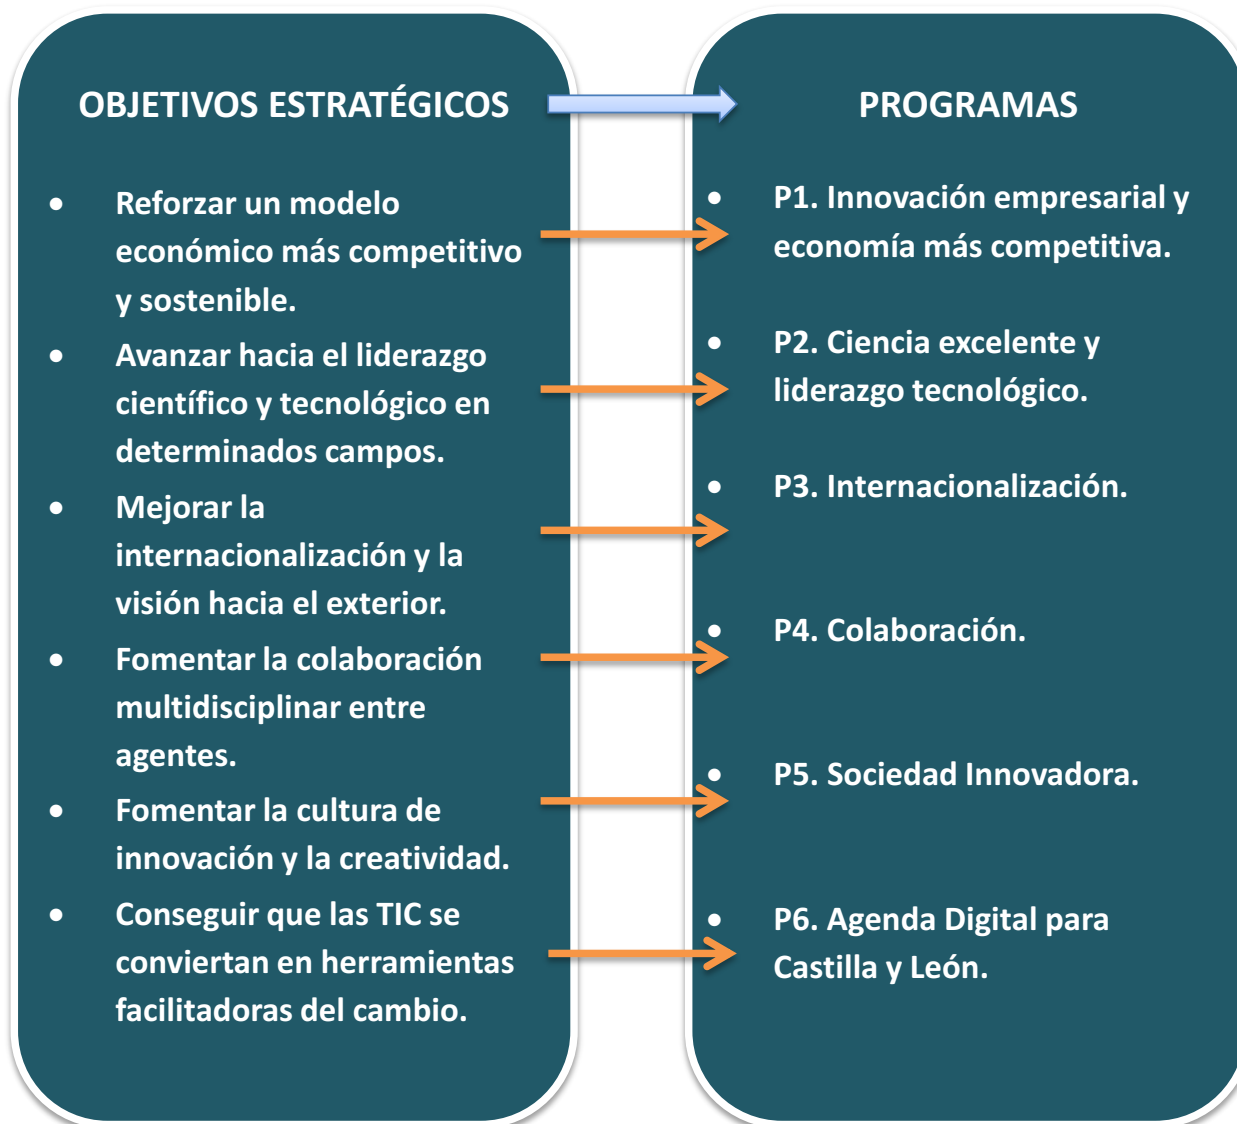 OBJETIVOS ESTRATÉGICOS
• Reforzar un modelo
económico más competitivo
y sostenible.
• Avanzar hacia el liderazgo
científico y tecnológico en
determinados campos.
• Mejorar la
internacionalización y la
visión hacia el exterior.
• Fomentar la colaboración
multidisciplinar entre
agentes.
• Fomentar la cultura de
innovación y la creatividad.
• Conseguir que las TIC se
conviertan en herramientas
facilitadoras del cambio.
PROGRAMAS
• P1. Innovación empresarial y
economía más competitiva.
• P2. Ciencia excelente y
liderazgo tecnológico.
• P3. Internacionalización.
• P4. Colaboración.
• P5. Sociedad Innovadora.
• P6. Agenda Digital para
Castilla y León.